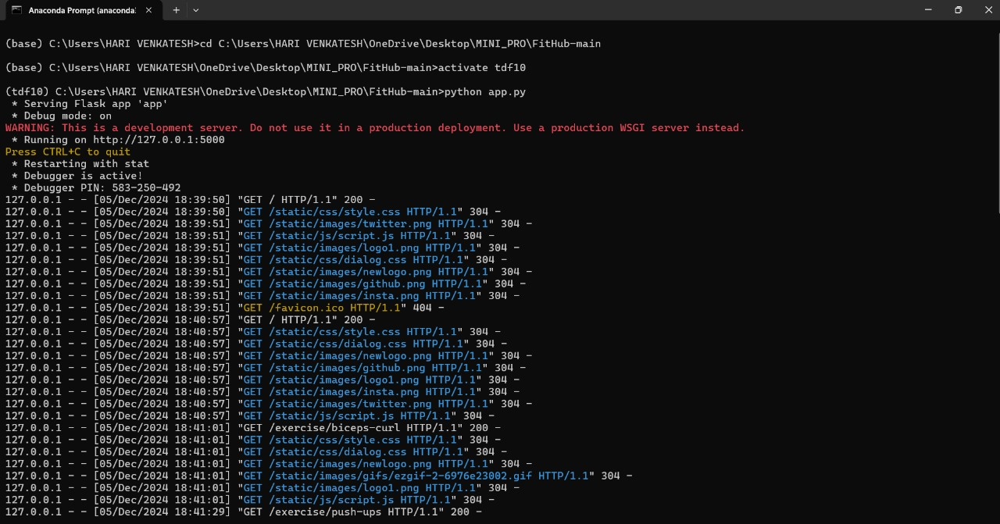 Anaconda Prompt (anaconda3
(base) C:\Users\HARI VENKATESH>cd C:\Users\HARI VENKATESH\OneDrive\Desktop\MINI_PRO\FitHub-main
(base) C:\Users\HARI VENKATESH\OneDrive\Desktop\MINI_PRO\FitHub-main>activate tdf10
(tdf10) C:\Users\HARI VENKATESH\OneDrive\Desktop\MINI_PRO\FitHub-main>python app.py
* Serving Flask app 'app'
* Debug mode: on
WARNING: This is a development server. Do not use it in a production deployment. Use a production WSGI server instead.
* Running on http://127.0.0.1:5000
Press CTRL+C to quit
* Restarting with stat
* Debugger is active!
* Debugger PIN: 583-250-492
127.0.0.1 - - [05/Dec/2024 18:39:50] "GET / HTTP/1.1" 200 -
127.0.0.1 - - [05/Dec/2024 18:39:50] "GET /static/css/style.css HTTP/1.1" 304 -
127.0.0.1 - - [05/Dec/2024 18:39:51] "GET /static/images/twitter.png HTTP/1.1" 304 -
127.0.0.1 - - [05/Dec/2024 18:39:51] "GET /static/js/script.js HTTP/1.1" 304 -
127.0.0.1 - - [05/Dec/2024 18:39:51] "GET /static/images/logo1.png HTTP/1.1" 304 -
127.0.0.1 - - [05/Dec/2024 18:39:51] "GET /static/css/dialog.css HTTP/1.1" 304 -
127.0.0.1 - - [05/Dec/2024 18:39:51] "GET /static/images/newlogo.png HTTP/1.1" 304 -
127.0.0.1 - - [05/Dec/2024 18:39:51] "GET /static/images/github.png HTTP/1.1" 304 -
127.0.0.1 - - [05/Dec/2024 18:39:51] "GET /static/images/insta.png HTTP/1.1" 304 -
127.0.0.1 - - [05/Dec/2024 18:39:51] "GET /favicon.ico HTTP/1.1" 404 -
127.0.0.1 - - [05/Dec/2024 18:40:57] "GET / HTTP/1.1" 200 -
127.0.0.1 - - [05/Dec/2024 18:40:57] "GET /static/css/style.css HTTP/1.1" 304 -
127.0.0.1 - - [05/Dec/2024 18:40:57] "GET /static/css/dialog.css HTTP/1.1" 304 -
127.0.0.1 - - [05/Dec/2024 18:40:57] "GET /static/images/newlogo.png HTTP/1.1" 304 -
127.0.0.1 - - [05/Dec/2024 18:40:57] "GET /static/images/github.png HTTP/1.1" 304 -
127.0.0.1 - - [05/Dec/2024 18:40:57] "GET /static/images/logo1.png HTTP/1.1" 304 -
127.0.0.1 - - [05/Dec/2024 18:40:57] "GET /static/images/insta.png HTTP/1.1" 304 -
127.0.0.1 - - [05/Dec/2024 18:40:57] "GET /static/images/twitter.png HTTP/1.1" 304 -
127.0.0.1 - - [05/Dec/2024 18:40:57] "GET /static/js/script.js HTTP/1.1" 304 -
127.0.0.1 - - [05/Dec/2024 18:41:01] "GET /exercise/biceps-curl HTTP/1.1" 200 -
127.0.0.1 - - [05/Dec/2024 18:41:01] "GET /static/css/style.css HTTP/1.1" 304 -
127.0.0.1 - - [05/Dec/2024 18:41:01] "GET /static/css/dialog.css HTTP/1.1" 304 -
127.0.0.1 - - [05/Dec/2024 18:41:01] "GET /static/images/newlogo.png HTTP/1.1" 304 -
127.0.0.1 - - [05/Dec/2024 18:41:01] "GET /static/images/gifs/ezgif-2-6976e23002.gif HTTP/1.1" 304 -
127.0.0.1 - - [05/Dec/2024 18:41:01] "GET /static/images/logo1.png HTTP/1.1" 304 -
127.0.0.1 - - [05/Dec/2024 18:41:01] "GET /static/js/script.js HTTP/1.1" 304 -
127.0.0.1 - - [05/Dec/2024 18:41:29] "GET /exercise/push-ups HTTP/1.1" 200 -